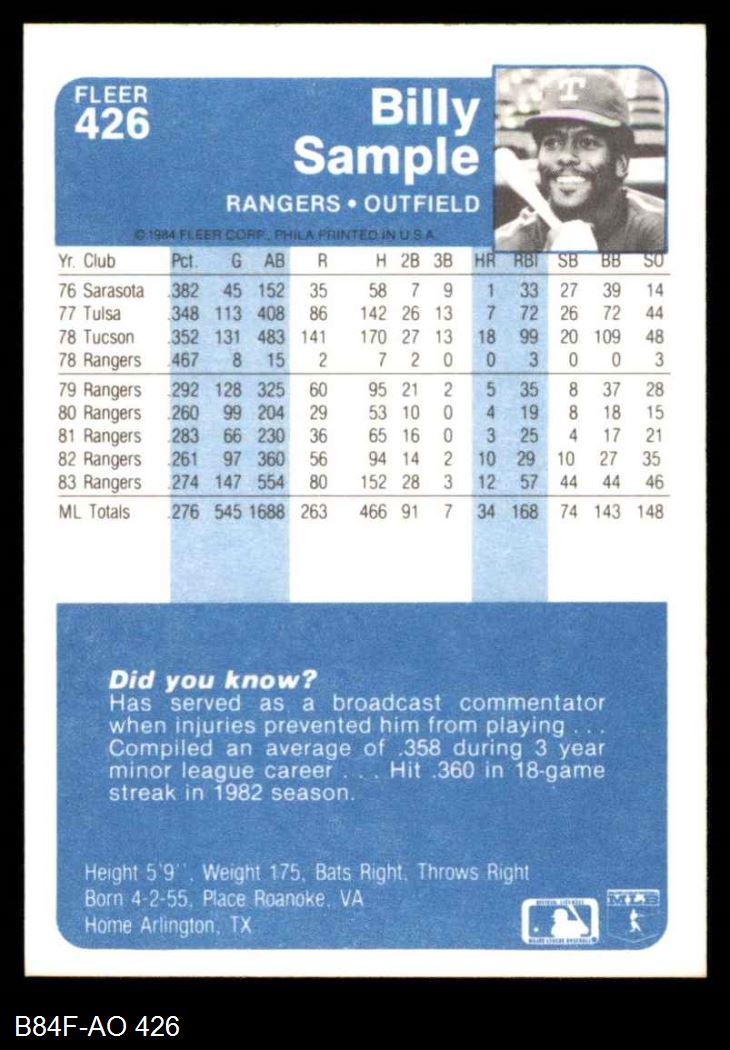 FLEER
426
Billy
Sample
RANGERS • OUTFIELD
© 1984 FLEER CORP., PHILA PRINTED IN U.S.A.
T
Yr. Club Pct. G AB R H 2B 3B HR RBI SB BB SO
76 Sarasota .382 45 152 35 58 7 9 1 33 27 39 14
77 Tulsa .348 113 408 86 142 26 13 7 72 26 72 44
78 Tucson .352 131 483 141 170 27 13 18 99 20 109 48
78 Rangers .467 8 15 2 7 2 0 0 3 0 0 3
79 Rangers .292 128 325 60 95 21 2 5 35 8 37 28
80 Rangers .260 99 204 29 53 10 0 4 19 8 18 15
81 Rangers .283 66 230 36 65 16 0 3 25 4 17 21
82 Rangers .261 97 360 56 94 14 2 10 29 10 27 35
83 Rangers .274 147 554 80 152 28 3 12 57 44 44 46
ML Totals .276 545 1688 263 466 91 7 34 168 74 143 148
Did you know?
Has served as a broadcast commentator
when injuries prevented him from playing . . .
Compiled an average of .358 during 3 year
minor league career . . . Hit .360 in 18-game
streak in 1982 season.
Height 5'9'', Weight 175, Bats Right, Throws Right
Born 4-2-55, Place Roanoke, VA
Home Arlington, TX
MAJOR LEAGUE BASEBALL
B84F-AO 426